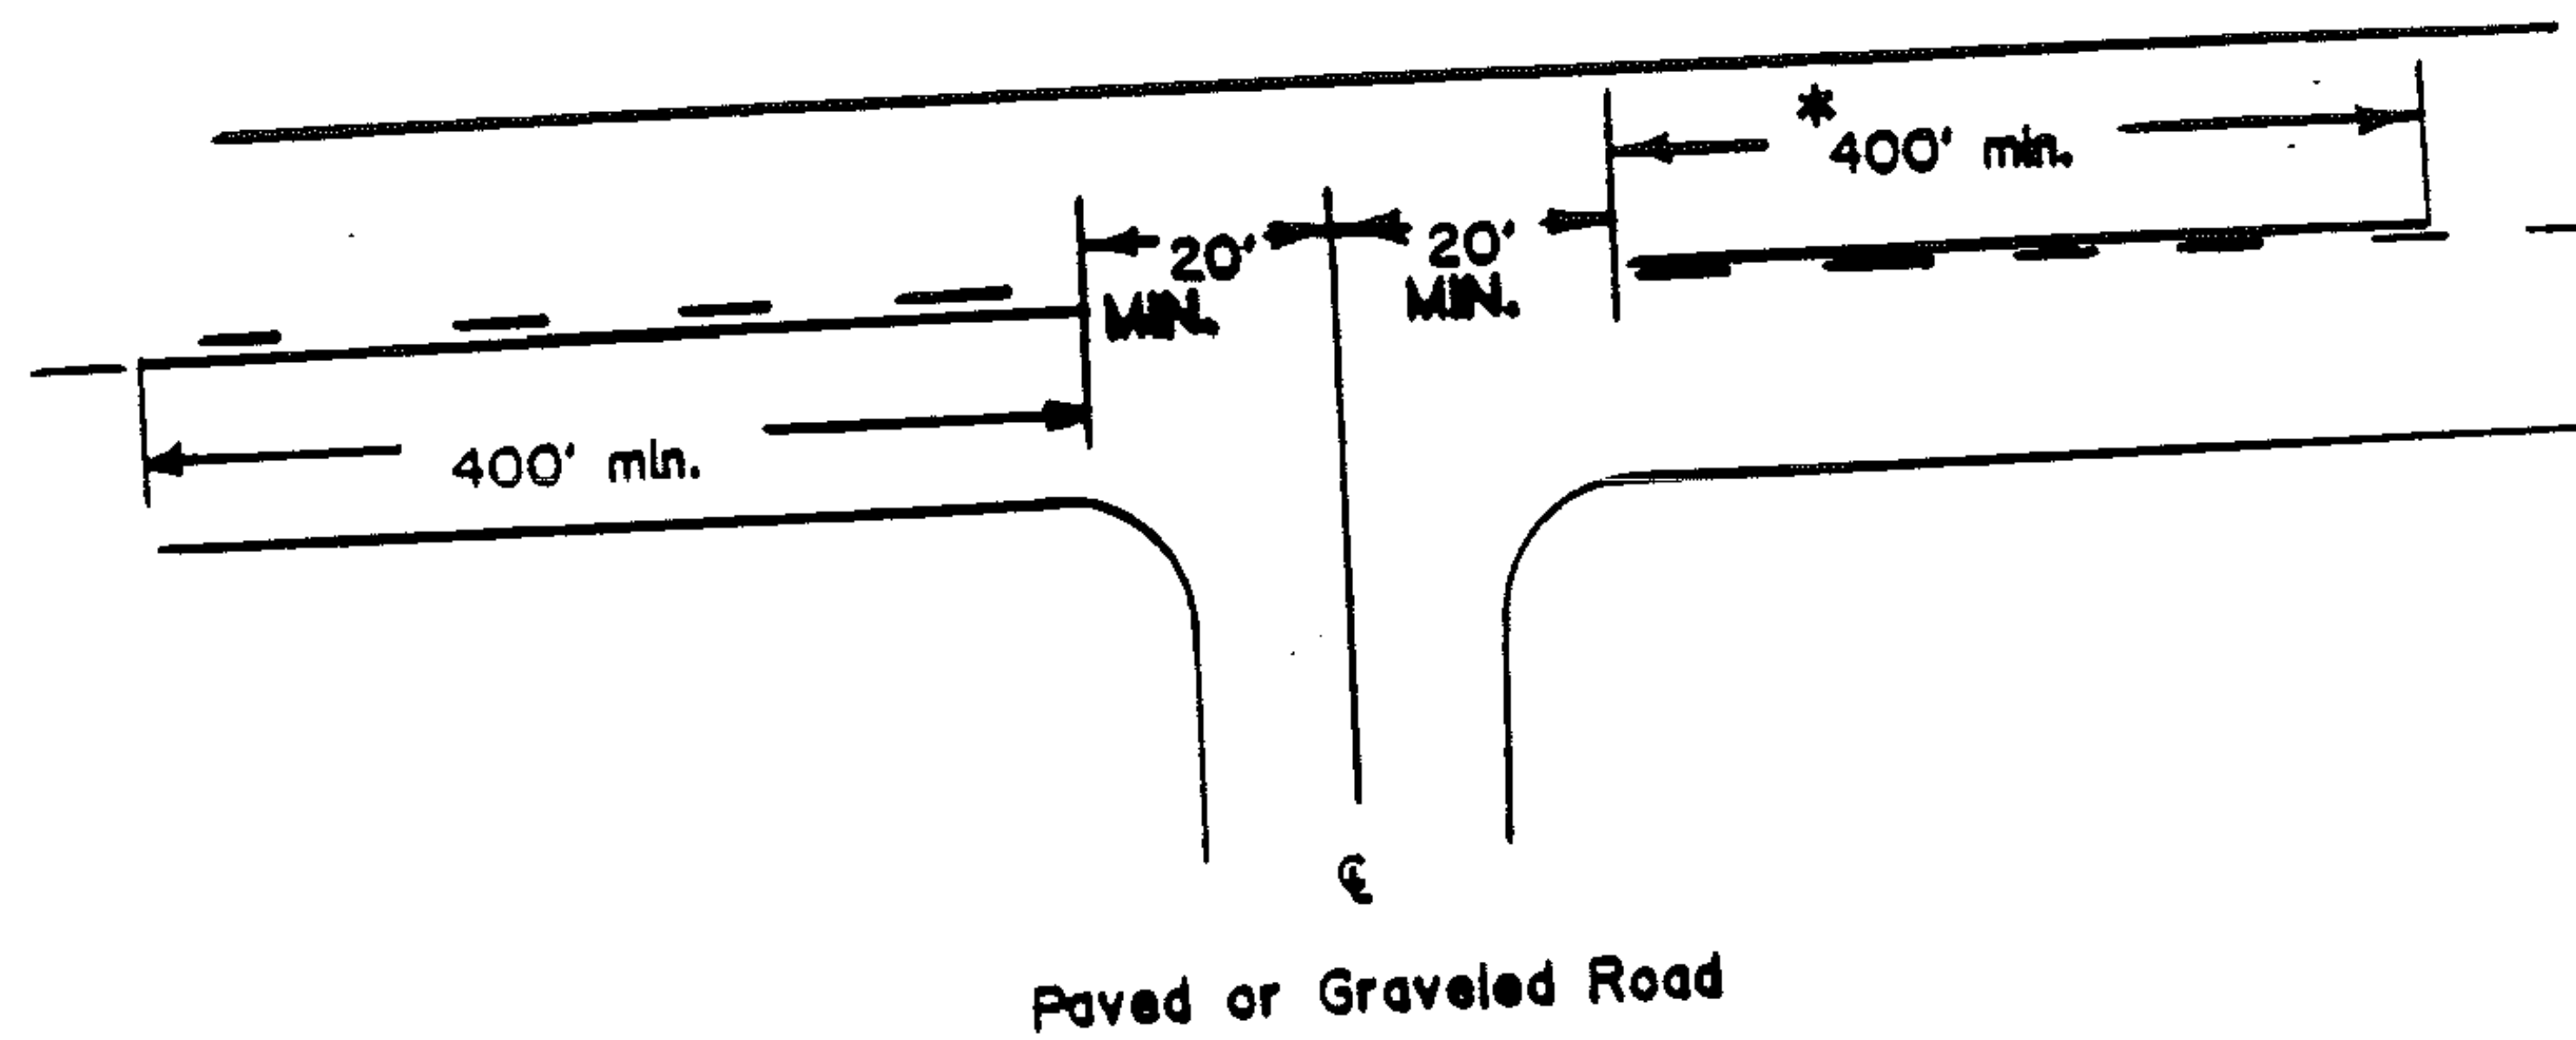 *400' min.
20' MIN.
20' MIN.
400' min.
℄
Paved or Graveled Road